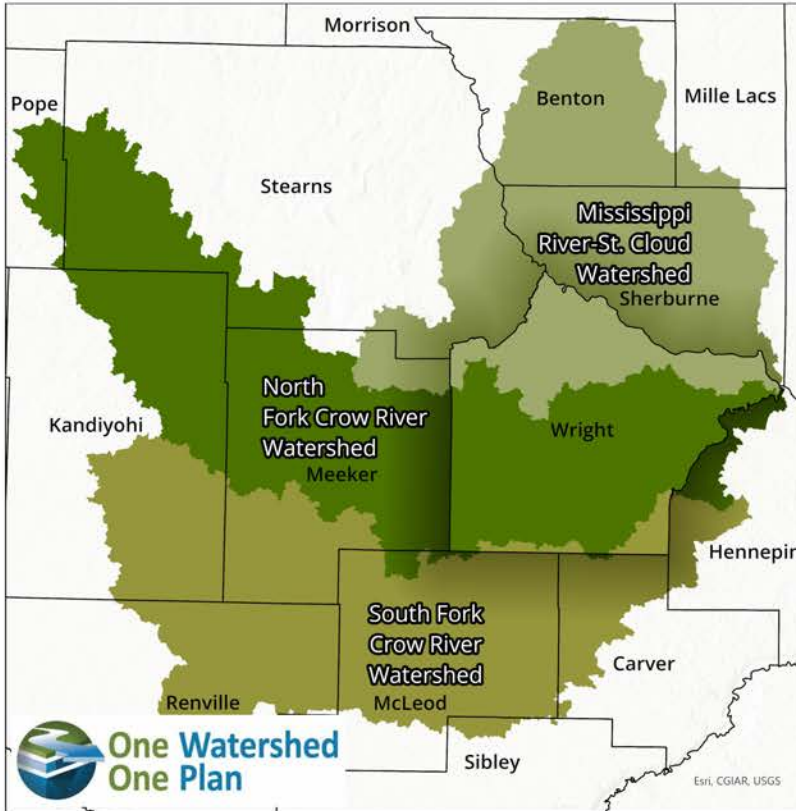 Morrison
Pope
Benton
Mille Lacs
Stearns
Mississippi
River-St. Cloud
Watershed
Sherburne
North
Fork Crow River
Watershed
Kandiyohi
Wright
Meeker
Hennepin
South Fork
Crow River
Watershed
Carver
Renville
McLeod
Sibley
One Watershed
One Plan
Esri, CGIAR, USGS